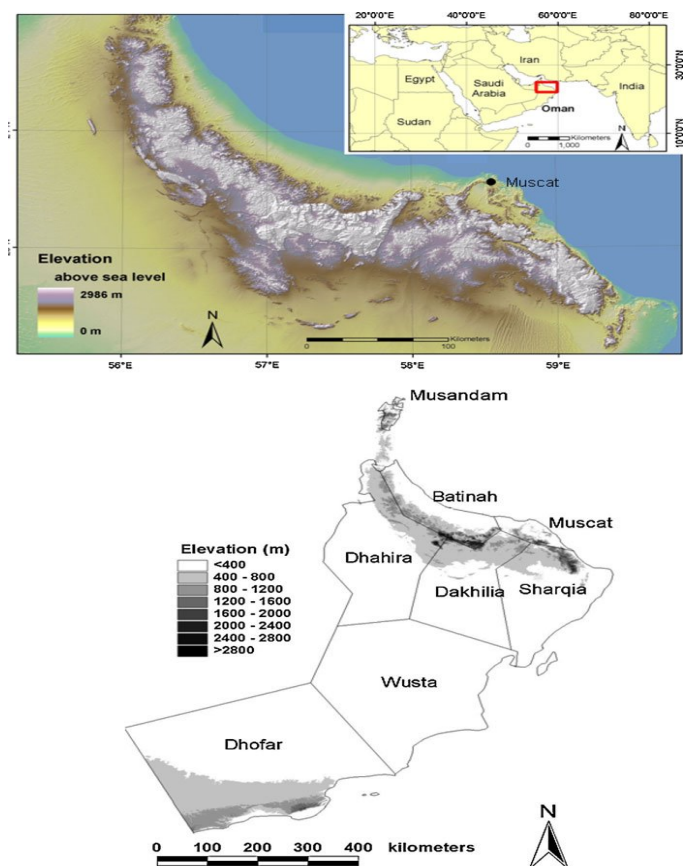 20°0'0"E
40°0'0"E
60°0'0"E
80°0'0"E
Iran
30°0'0"N
Egypt
Saudi
Arabia
India
Oman
Sudan
Kilometers
0
1,000
N
10°0'0"N
Muscat
Elevation
above sea level
2986 m
0 m
N
Kilometers
0
100
56°E
57°E
58°E
59°E
Musandam
Batinah
Muscat
Elevation (m)
<400
400 - 800
800 - 1200
1200 - 1600
1600 - 2000
2000 - 2400
2400 - 2800
>2800
Dhahira
Dakhilia
Sharqia
Wusta
Dhofar
N
0 100 200 300 400 kilometers